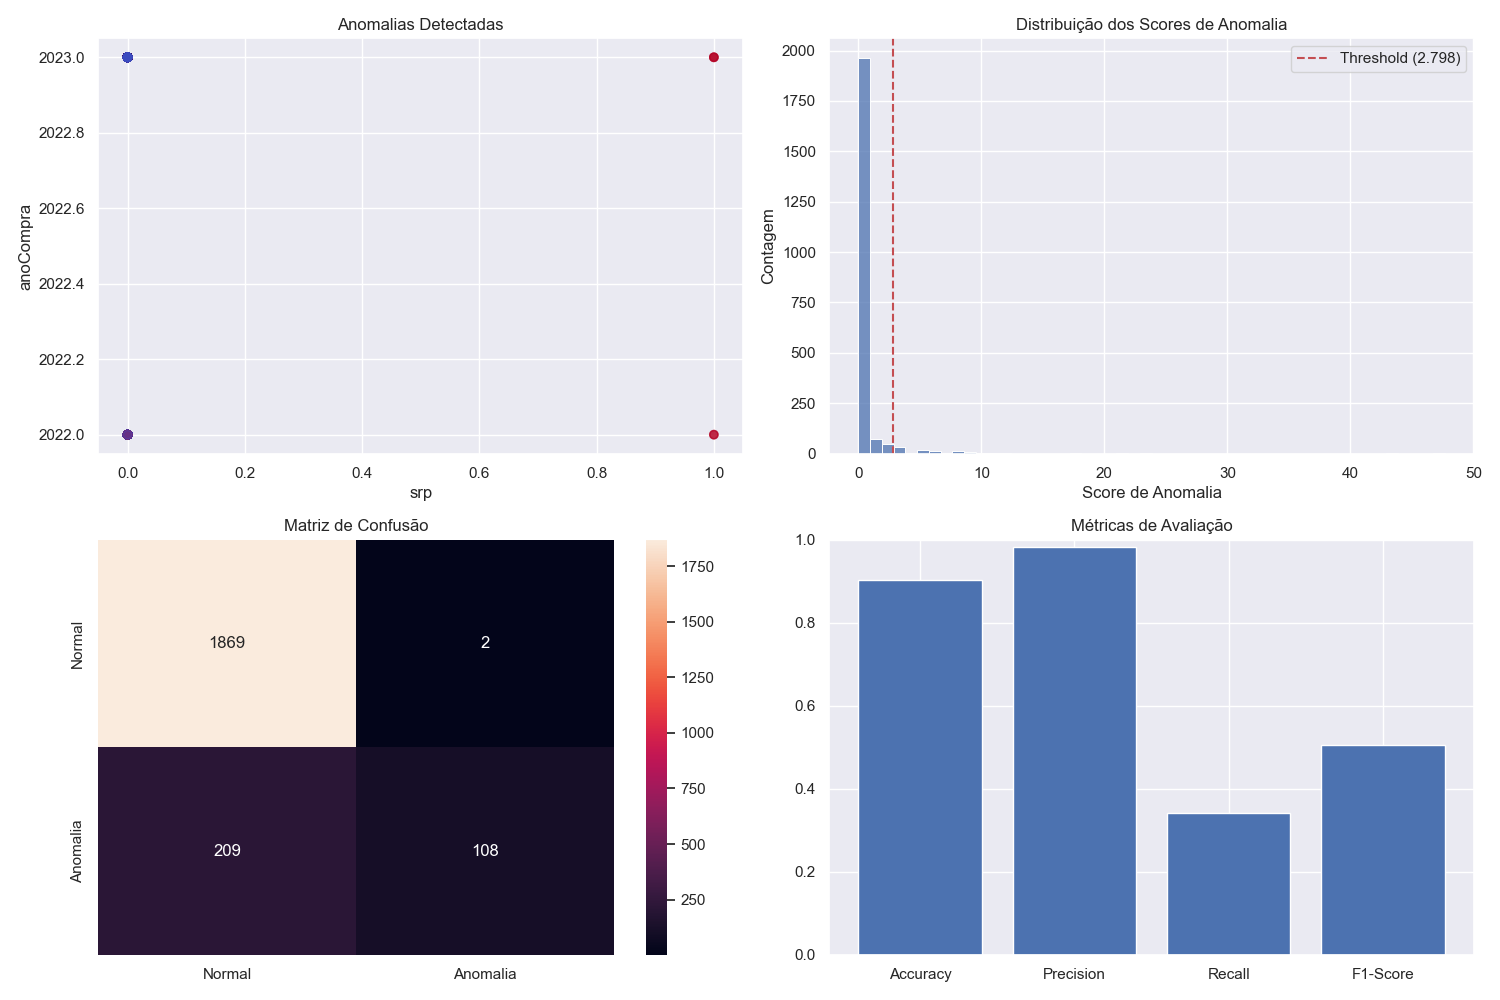 Anomalias Detectadas
2023.0
2022.8
2022.6
2022.4
2022.2
2022.0
anoCompra
0.0 0.2 0.4 0.6 0.8 1.0
srp
Distribuição dos Scores de Anomalia
Threshold (2.798)
2000
1750
1500
1250
1000
750
500
250
0
Contagem
0 10 20 30 40 50
Score de Anomalia
Matriz de Confusão
Normal
Anomalia
1869 2
209 108
Normal Anomalia
1750
1500
1250
1000
750
500
250
Métricas de Avaliação
1.0
0.8
0.6
0.4
0.2
0.0
Accuracy Precision Recall F1-Score